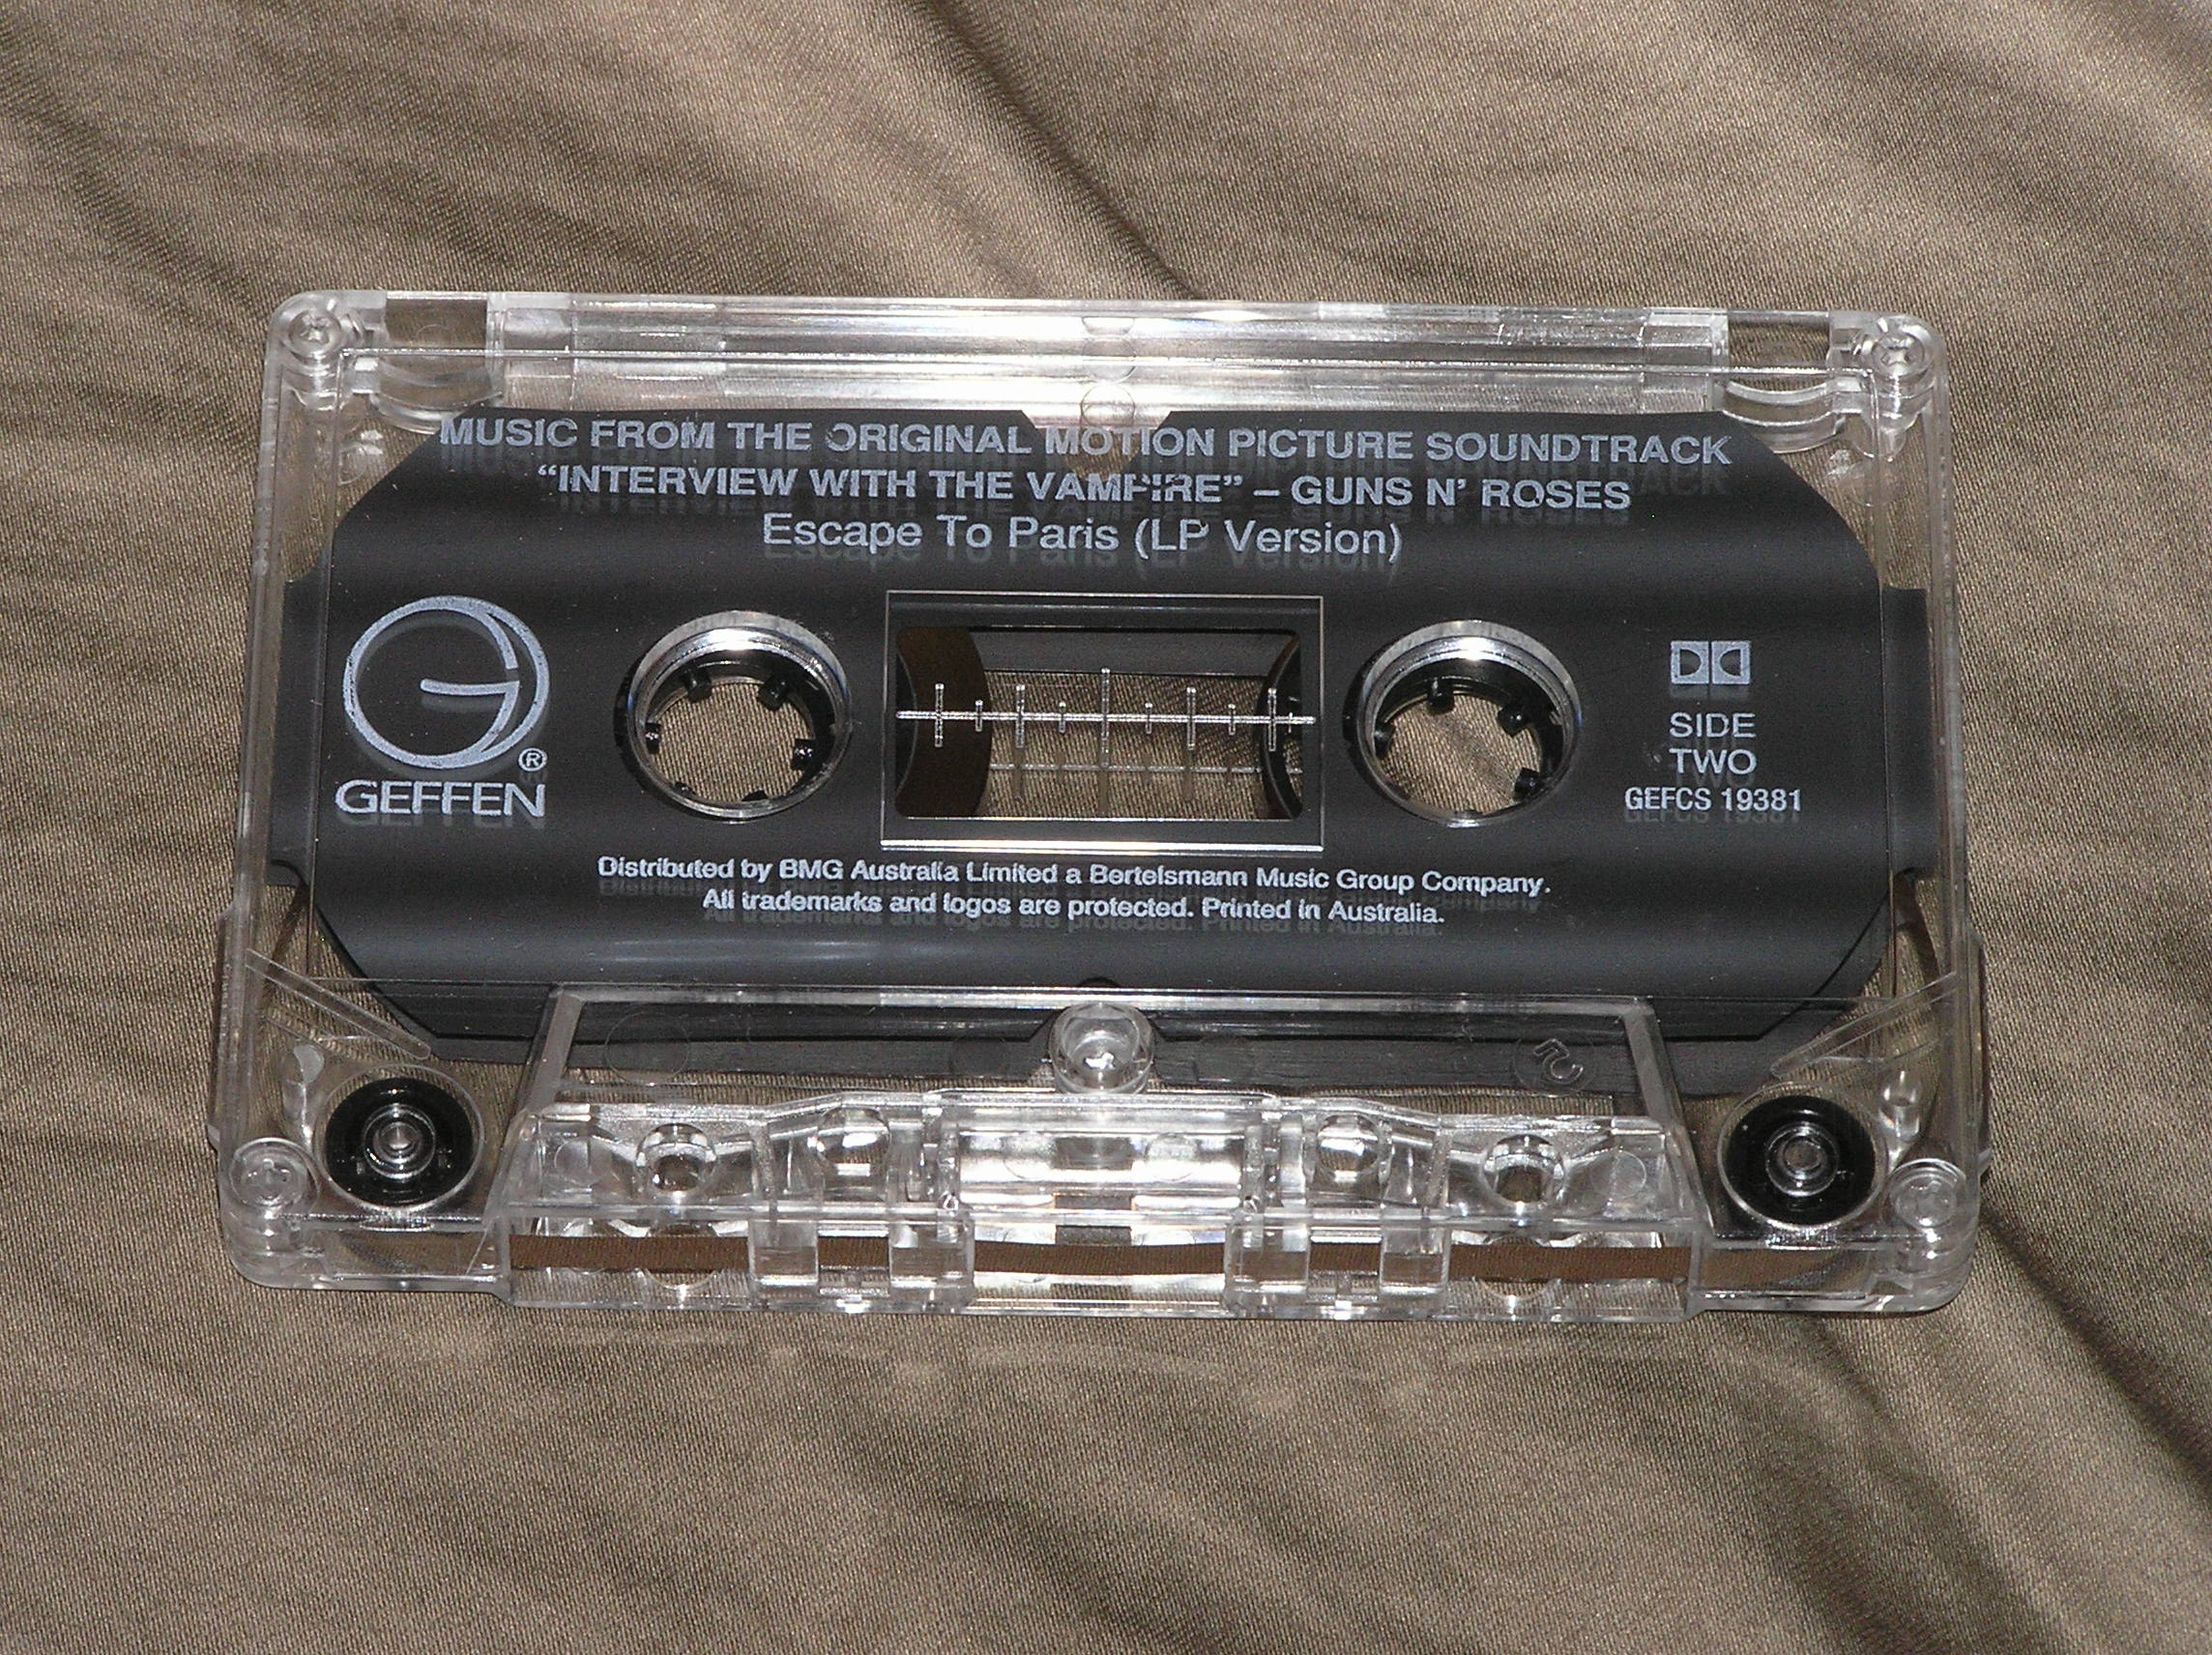 MUSIC FROM THE ORIGINAL MOTION PICTURE SOUNDTRACK
“INTERVIEW WITH THE VAMPIRE” – GUNS N’ ROSES
Escape To Paris (LP Version)
®
GEFFEN
SIDE
TWO
GEFCS 19381
Distributed by BMG Australia Limited a Bertelsmann Music Group Company.
All trademarks and logos are protected. Printed in Australia.
5